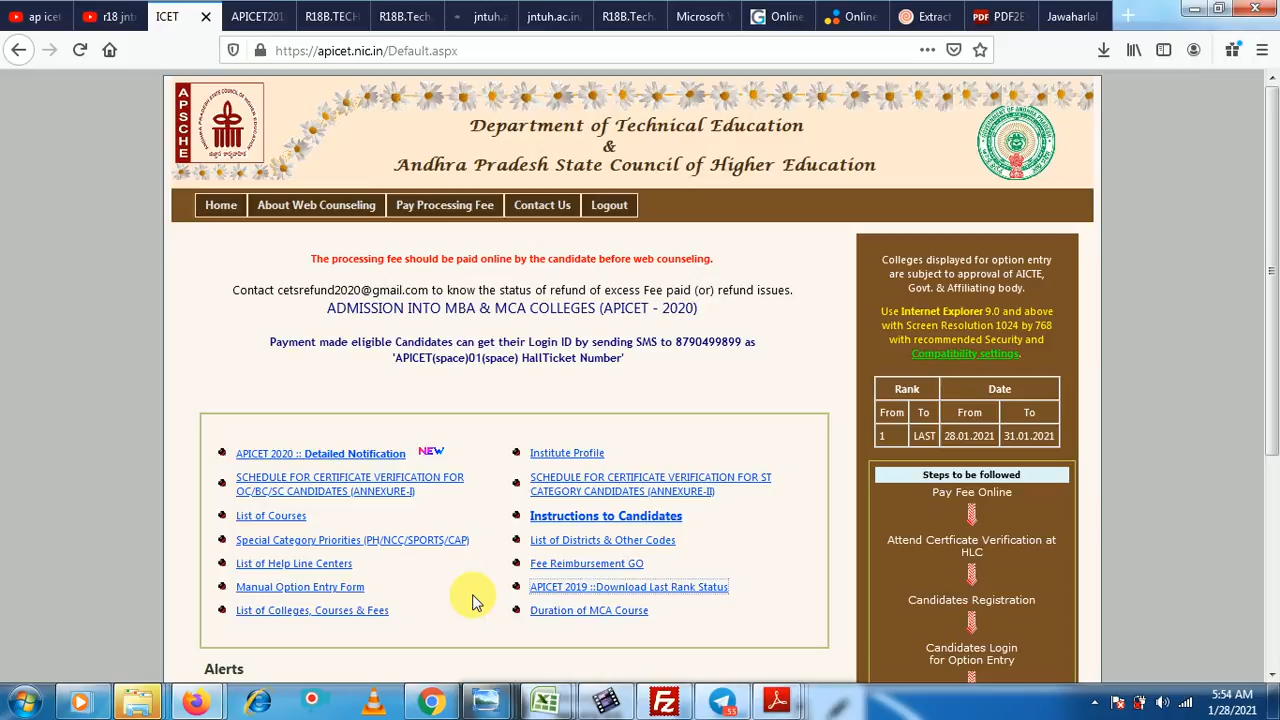 ap icet
r18 jnt
ICET
APICET201
R18B.TECH
R18B.Tech.
jntuh.a
jntuh.ac.in
R18B.Tech.
Microsoft V
Online
Online
Extract
PDF2E
Jawaharlal
https://apicet.nic.in/Default.aspx
APSCHE
Department of Technical Education
&
Andhra Pradesh State Council of Higher Education
Home
About Web Counseling
Pay Processing Fee
Contact Us
Logout
The processing fee should be paid online by the candidate before web counseling.
Contact cetsrefund2020@gmail.com to know the status of refund of excess Fee paid (or) refund issues.
ADMISSION INTO MBA & MCA COLLEGES (APICET - 2020)
Payment made eligible Candidates can get their Login ID by sending SMS to 8790499899 as
'APICET(space)01(space) HallTicket Number'
APICET 2020 :: Detailed Notification NEW
SCHEDULE FOR CERTIFICATE VERIFICATION FOR
OC/BC/SC CANDIDATES (ANNEXURE-I)
List of Courses
Special Category Priorities (PH/NCC/SPORTS/CAP)
List of Help Line Centers
Manual Option Entry Form
List of Colleges, Courses & Fees
Institute Profile
SCHEDULE FOR CERTIFICATE VERIFICATION FOR ST
CATEGORY CANDIDATES (ANNEXURE-II)
Instructions to Candidates
List of Districts & Other Codes
Fee Reimbursement GO
APICET 2019 ::Download Last Rank Status
Duration of MCA Course
Alerts
Colleges displayed for option entry
are subject to approval of AICTE,
Govt. & Affiliating body.
Use Internet Explorer 9.0 and above
with Screen Resolution 1024 by 768
with recommended Security and
Compatibility settings.
Rank Date
From To From To
1 LAST 28.01.2021 31.01.2021
Steps to be followed
Pay Fee Online
Attend Certficate Verification at
HLC
Candidates Registration
Candidates Login
for Option Entry
55
5:54 AM
1/28/2021